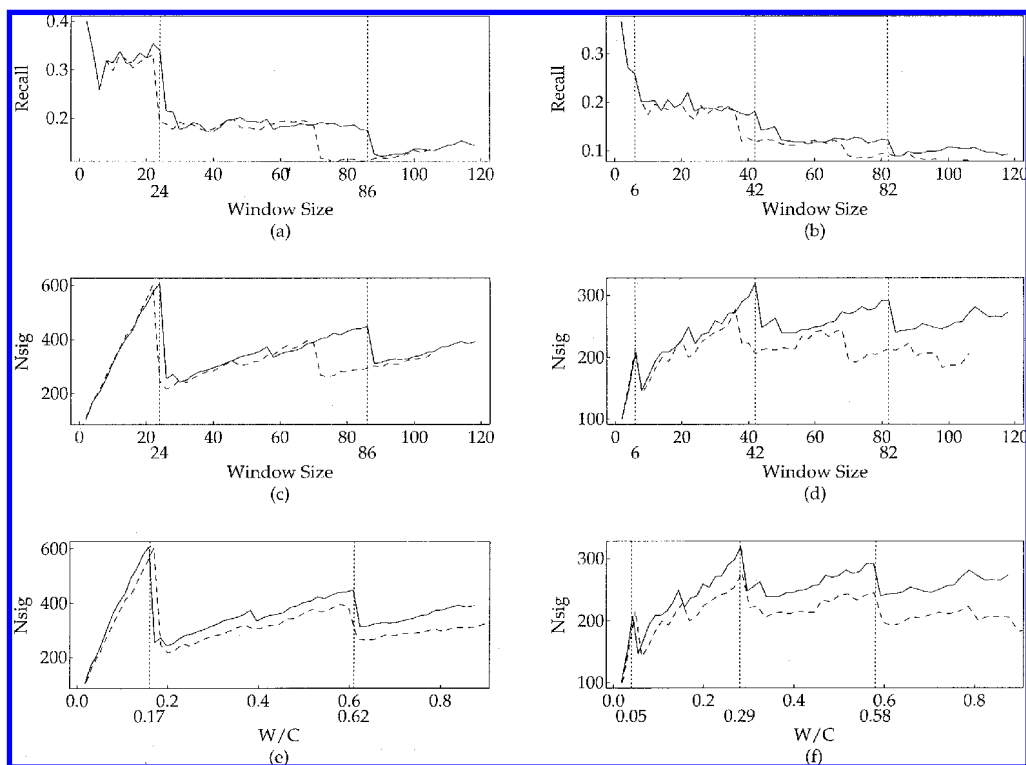 0.4
0.3
0.2
Recall
0 20 40 60 80 100 120
24 86
Window Size
(a)
0.3
0.2
0.1
Recall
0 20 40 60 80 100 120
6 42 82
Window Size
(b)
600
400
200
Nsig
0 20 40 60 80 100 120
24 86
Window Size
(c)
300
200
100
Nsig
0 20 40 60 80 100 120
6 42 82
Window Size
(d)
600
400
200
Nsig
0.0 0.2 0.4 0.6 0.8
0.17 0.62
W/C
(e)
300
200
100
Nsig
0.0 0.2 0.4 0.6 0.8
0.05 0.29 0.58
W/C
(f)